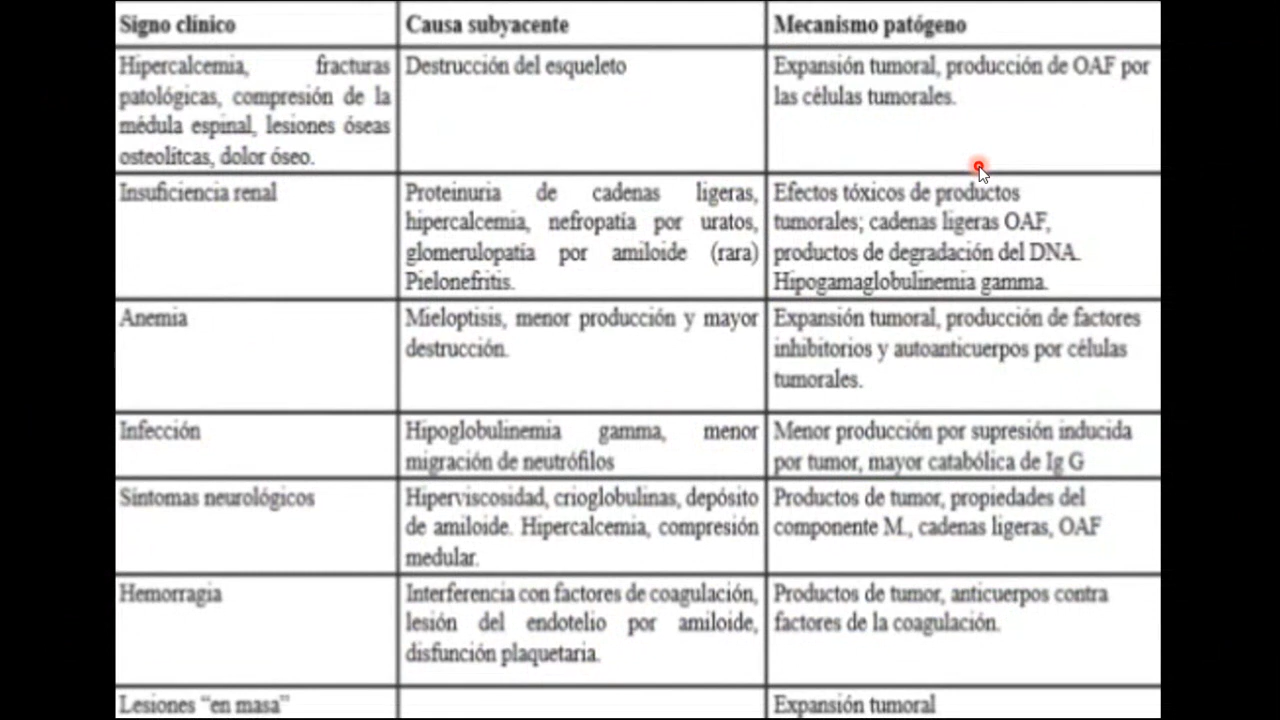 Signo clínico
Causa subyacente
Mecanismo patógeno
Hipercalcemia, fracturas
patológicas, compresión de la
médula espinal, lesiones óseas
osteolítcas, dolor óseo.
Destrucción del esqueleto
Expansión tumoral, producción de OAF por
las células tumorales.
Insuficiencia renal
Proteinuria de cadenas ligeras,
hipercalcemia, nefropatía por uratos,
glomerulopatía por amiloide (rara)
Pielonefritis.
Efectos tóxicos de productos
tumorales; cadenas ligeras OAF,
productos de degradación del DNA.
Hipogamaglobulinemia gamma.
Anemia
Mieloptisis, menor producción y mayor
destrucción.
Expansión tumoral, producción de factores
inhibitorios y autoanticuerpos por células
tumorales.
Infección
Hipoglobulinemia gamma, menor
migración de neutrófilos
Menor producción por supresión inducida
por tumor, mayor catabólica de Ig G
Síntomas neurológicos
Hiperviscosidad, crioglobulinas, depósito
de amiloide. Hipercalcemia, compresión
medular.
Productos de tumor, propiedades del
componente M., cadenas ligeras, OAF
Hemorragia
Interferencia con factores de coagulación,
lesión del endotelio por amiloide,
disfunción plaquetaria.
Productos de tumor, anticuerpos contra
factores de la coagulación.
Lesiones “en masa”
Expansión tumoral